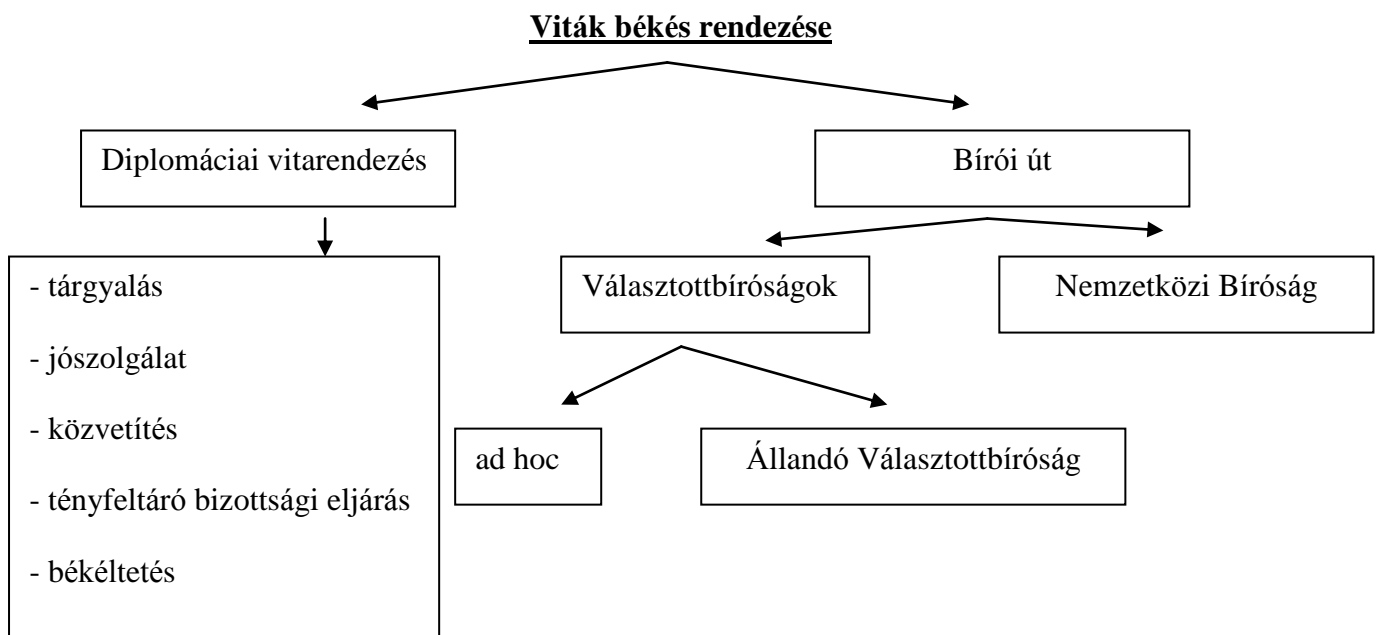 Viták békés rendezése
Diplomáciai vitarendezés
Bírói út
- tárgyalás
- jószolgálat
- közvetítés
- tényfeltáró bizottsági eljárás
- békéltetés
Választottbíróságok
Nemzetközi Bíróság
ad hoc
Állandó Választottbíróság